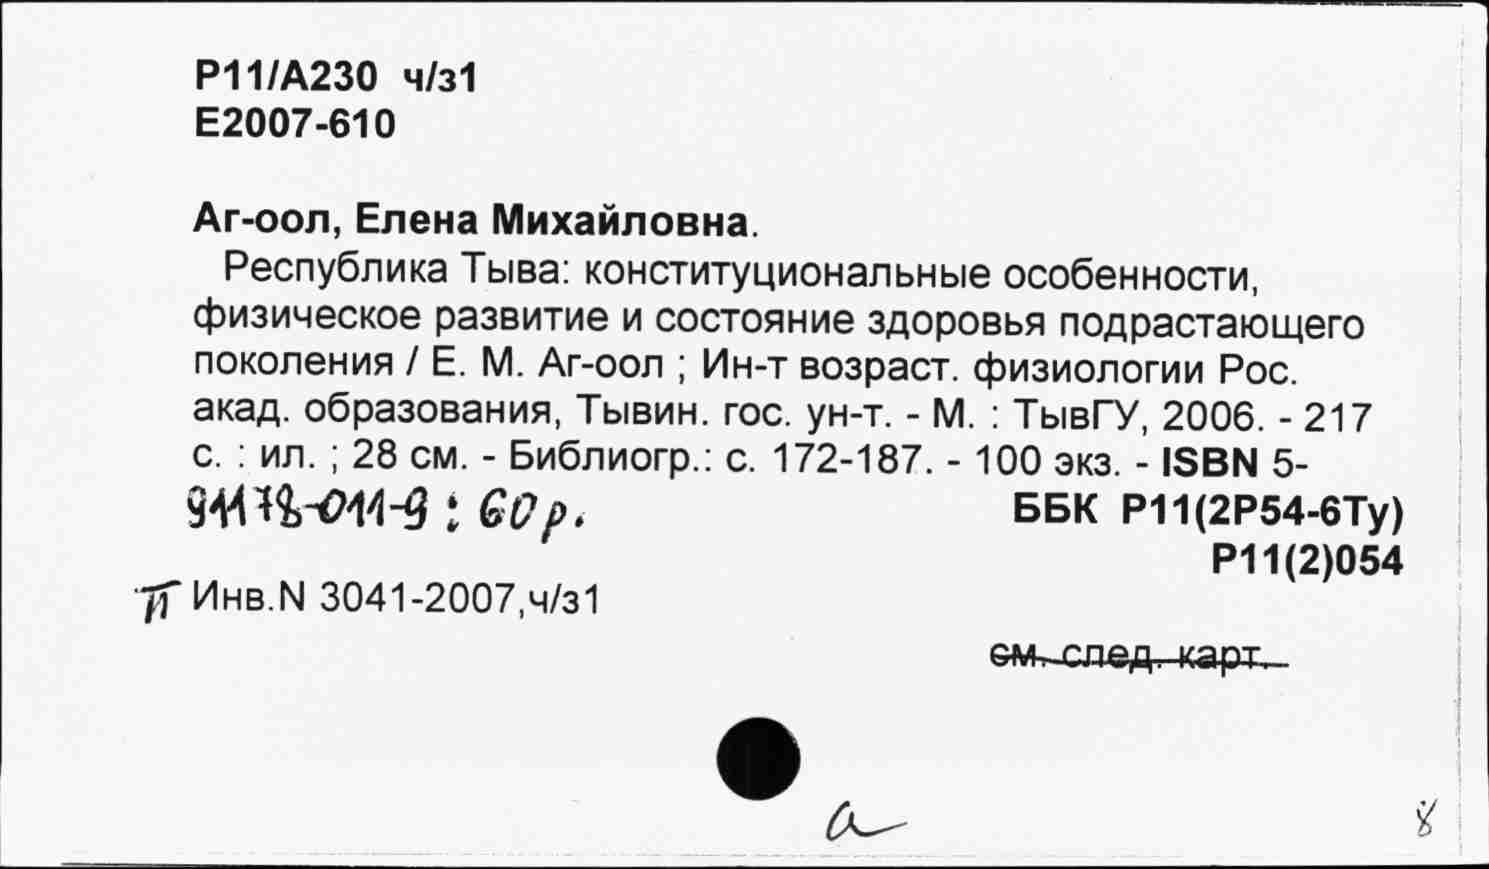 Р11/А230 ч/з1
Е2007-610
Аг-оол, Елена Михайловна.
Республика Тыва: конституциональные особенности,
физическое развитие и состояние здоровья подрастающего
поколения / Е. М. Аг-оол ; Ин-т возраст. физиологии Рос.
акад. образования, Тывин. гос. ун-т. - М. : ТывГУ, 2006. - 217
с. : ил. ; 28 см. - Библиогр.: с. 172-187. - 100 экз. - ISBN 5-
91178-011-9 : 60 р.
ББК Р11(2Р54-6Ту)
Р11(2)054
Инв.N 3041-2007,ч/з1
см. след. карт.
а
8